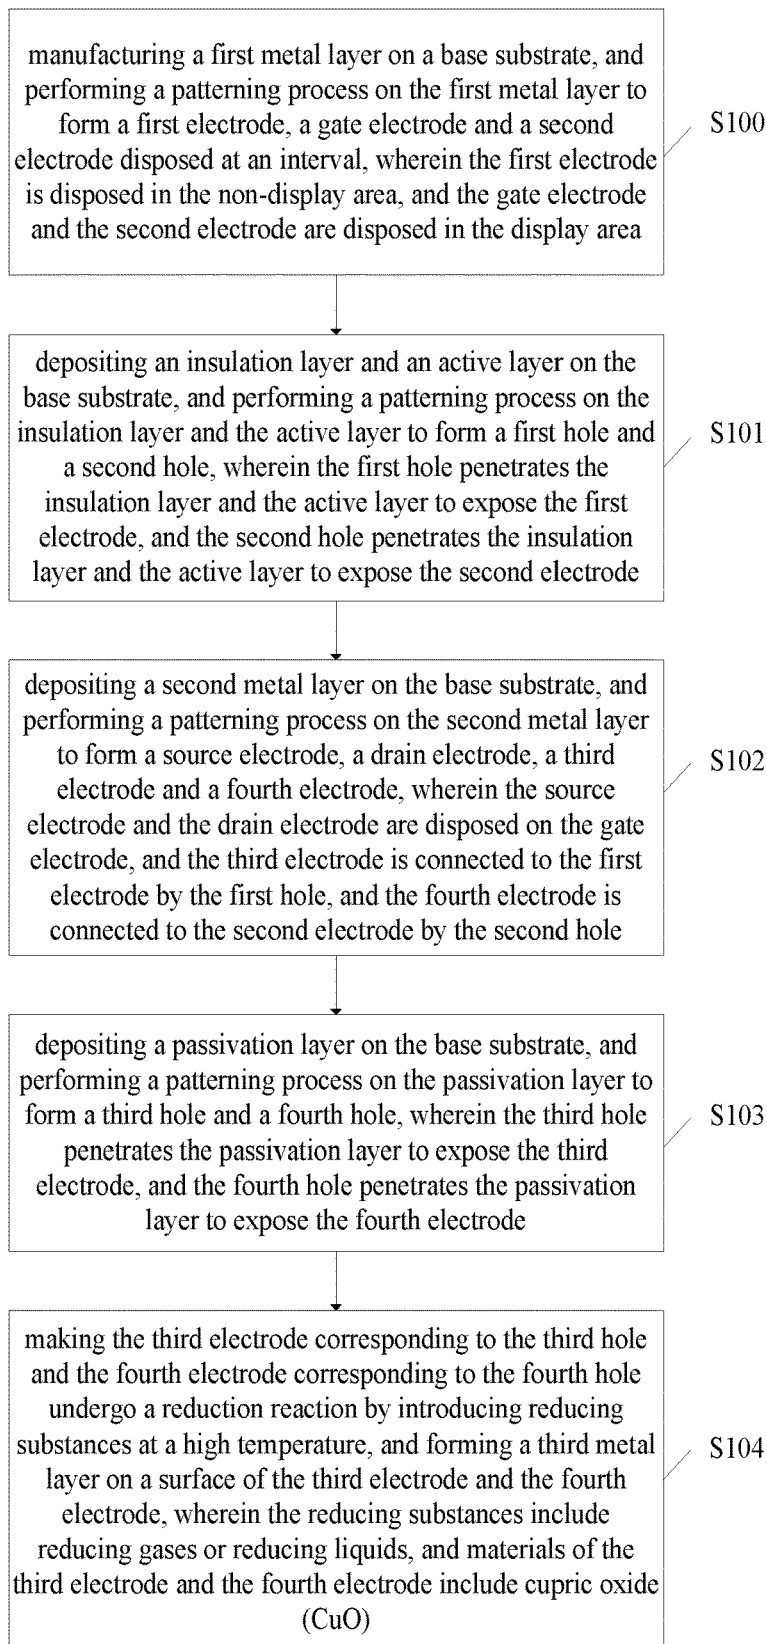 manufacturing a first metal layer on a base substrate, and
performing a patterning process on the first metal layer to
form a first electrode, a gate electrode and a second
electrode disposed at an interval, wherein the first electrode
is disposed in the non-display area, and the gate electrode
and the second electrode are disposed in the display area
S100
depositing an insulation layer and an active layer on the
base substrate, and performing a patterning process on the
insulation layer and the active layer to form a first hole and
a second hole, wherein the first hole penetrates the
insulation layer and the active layer to expose the first
electrode, and the second hole penetrates the insulation
layer and the active layer to expose the second electrode
S101
depositing a second metal layer on the base substrate, and
performing a patterning process on the second metal layer
to form a source electrode, a drain electrode, a third
electrode and a fourth electrode, wherein the source
electrode and the drain electrode are disposed on the gate
electrode, and the third electrode is connected to the first
electrode by the first hole, and the fourth electrode is
connected to the second electrode by the second hole
S102
depositing a passivation layer on the base substrate, and
performing a patterning process on the passivation layer to
form a third hole and a fourth hole, wherein the third hole
penetrates the passivation layer to expose the third
electrode, and the fourth hole penetrates the passivation
layer to expose the fourth electrode
S103
making the third electrode corresponding to the third hole
and the fourth electrode corresponding to the fourth hole
undergo a reduction reaction by introducing reducing
substances at a high temperature, and forming a third metal
layer on a surface of the third electrode and the fourth
electrode, wherein the reducing substances include
reducing gases or reducing liquids, and materials of the
third electrode and the fourth electrode include cupric oxide
(CuO)
S104